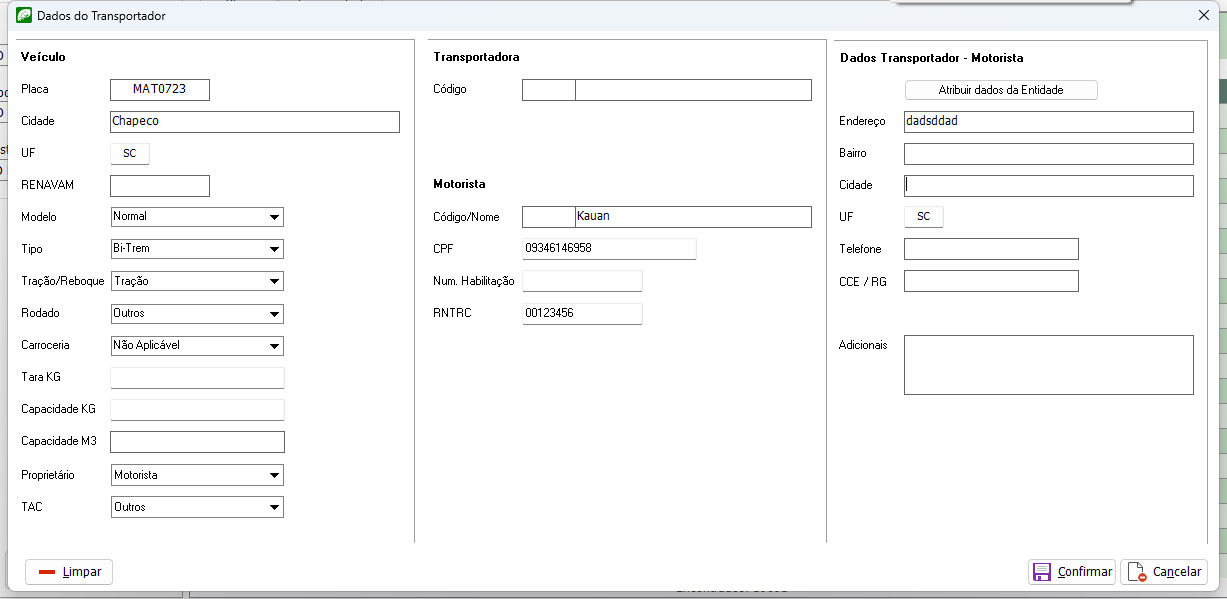 Dados do Transportador
Veículo
Placa MAT0723
Cidade Chapeco
UF SC
RENAVAM
Modelo Normal
Tipo Bi-Trem
Tração/Reboque Tração
Rodado Outros
Carroceria Não Aplicável
Tara KG
Capacidade KG
Capacidade M3
Proprietário Motorista
TAC Outros
Transportadora
Código
Motorista
Código/Nome Kauan
CPF 09346146958
Num. Habilitação
RNTRC 00123456
Dados Transportador - Motorista
Atribuir dados da Entidade
Endereço dadsddad
Bairro
Cidade
UF SC
Telefone
CCE / RG
Adicionais
Limpar
Confirmar
Cancelar